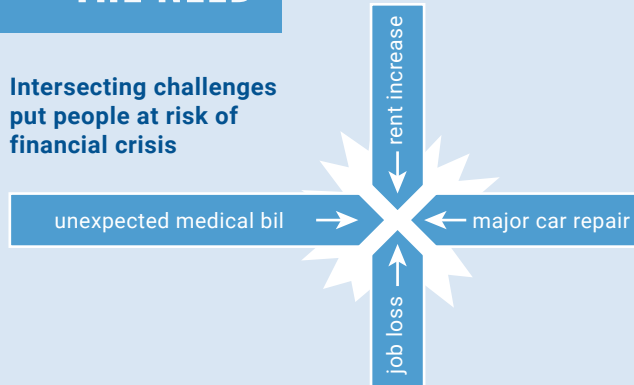 THE NEED
Intersecting challenges
put people at risk of
financial crisis
rent increase
unexpected medical bil
major car repair
job loss